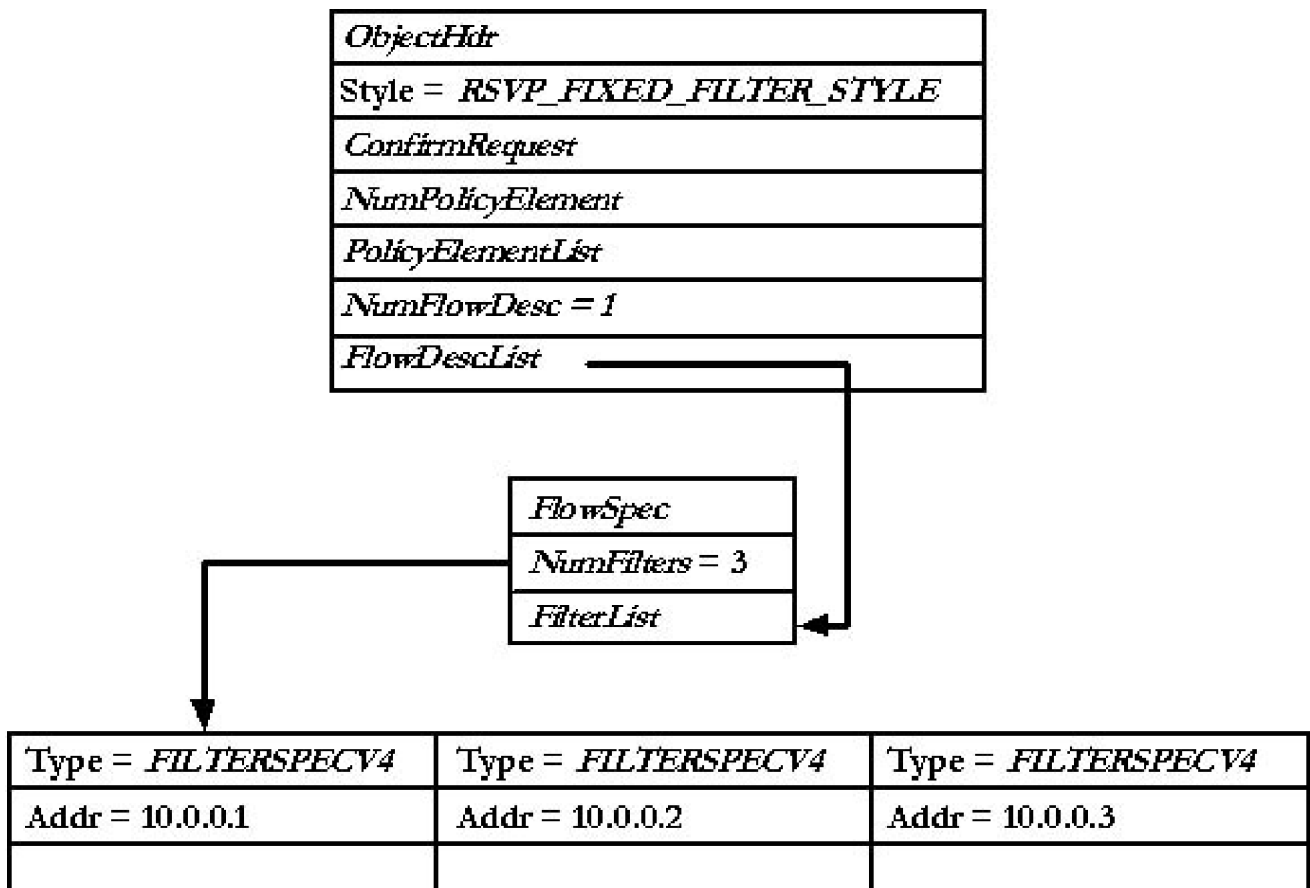 ObjectHdr
Style = RSVP_FIXED_FILTER_STYLE
ConfirmRequest
NumPolicyElement
PolicyElementList
NumFlowDesc = 1
FlowDescList
FlowSpec
NumFilters = 3
FilterList
Type = FILTERSPECV4 Type = FILTERSPECV4 Type = FILTERSPECV4
Addr = 10.0.0.1 Addr = 10.0.0.2 Addr = 10.0.0.3